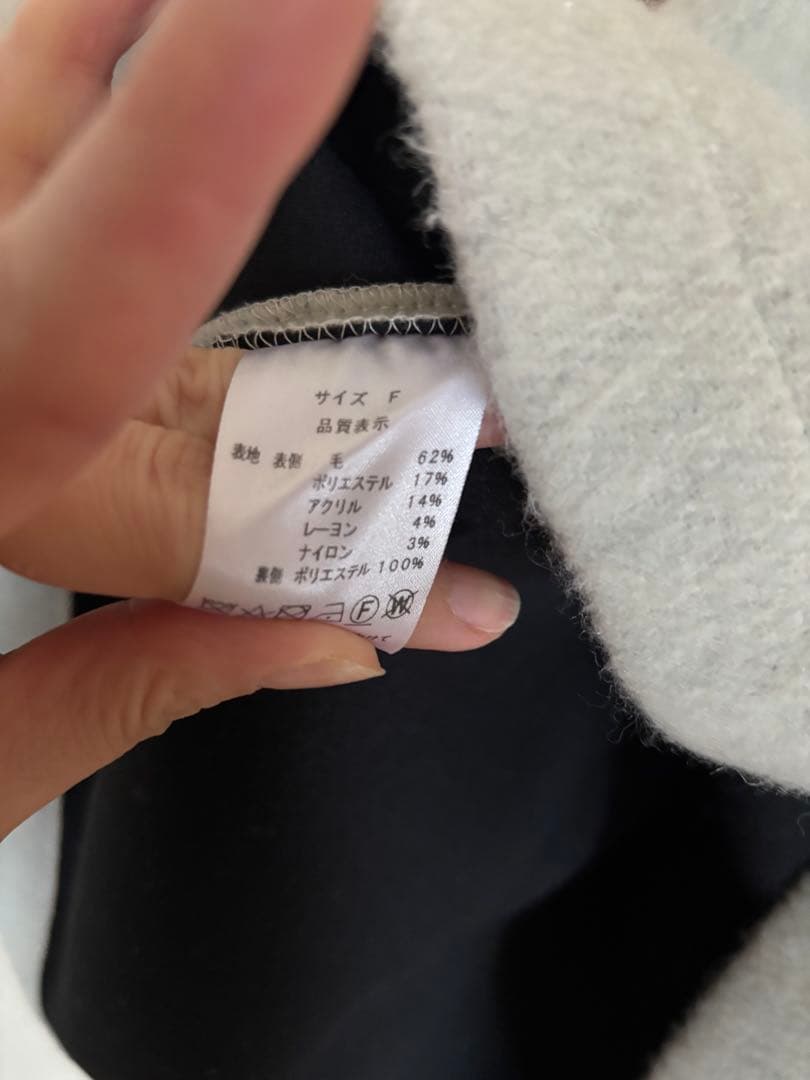 サイズ F
品質表示
表地 表側 毛 62%
ポリエステル 17%
アクリル 14%
レーヨン 4%
ナイロン 3%
裏側 ポリエステル 100%
F W